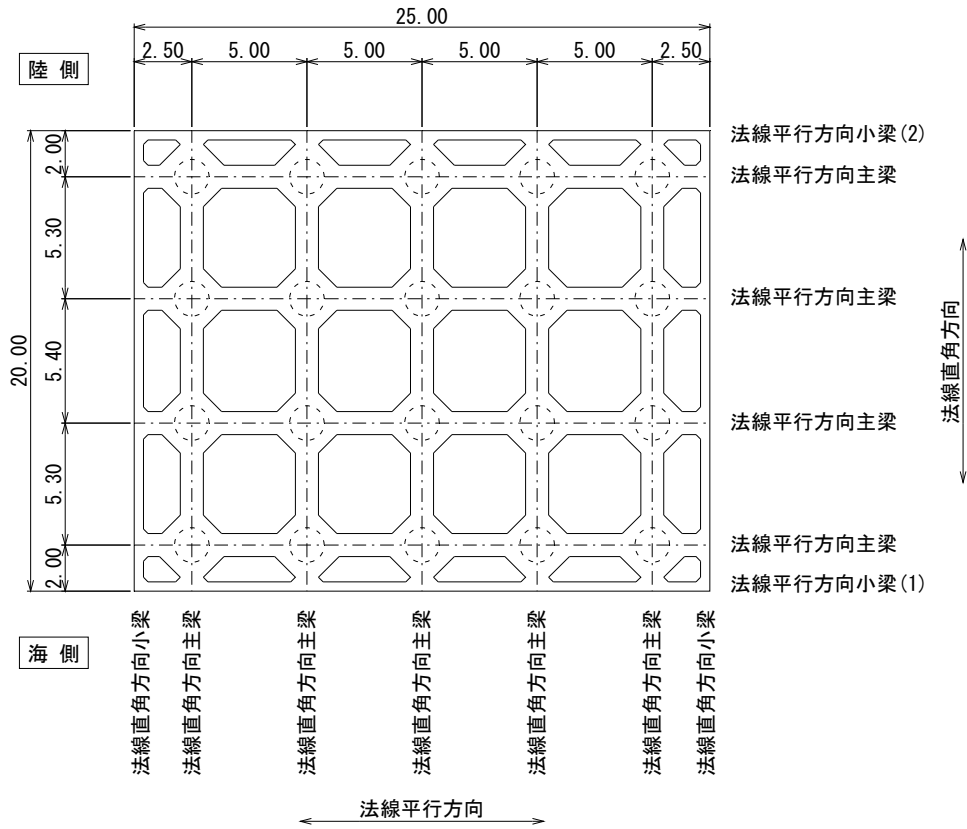 25.00
2.50 5.00 5.00 5.00 5.00 2.50
陸 側
法線平行方向小梁(2)
2.00
法線平行方向主梁
5.30
法線平行方向主梁
20.00
5.40
法線直角方向
法線平行方向主梁
5.30
法線平行方向主梁
2.00
法線平行方向小梁(1)
海 側
法線直角方向小梁
法線直角方向主梁
法線直角方向主梁
法線直角方向主梁
法線直角方向主梁
法線直角方向主梁
法線直角方向小梁
法線平行方向